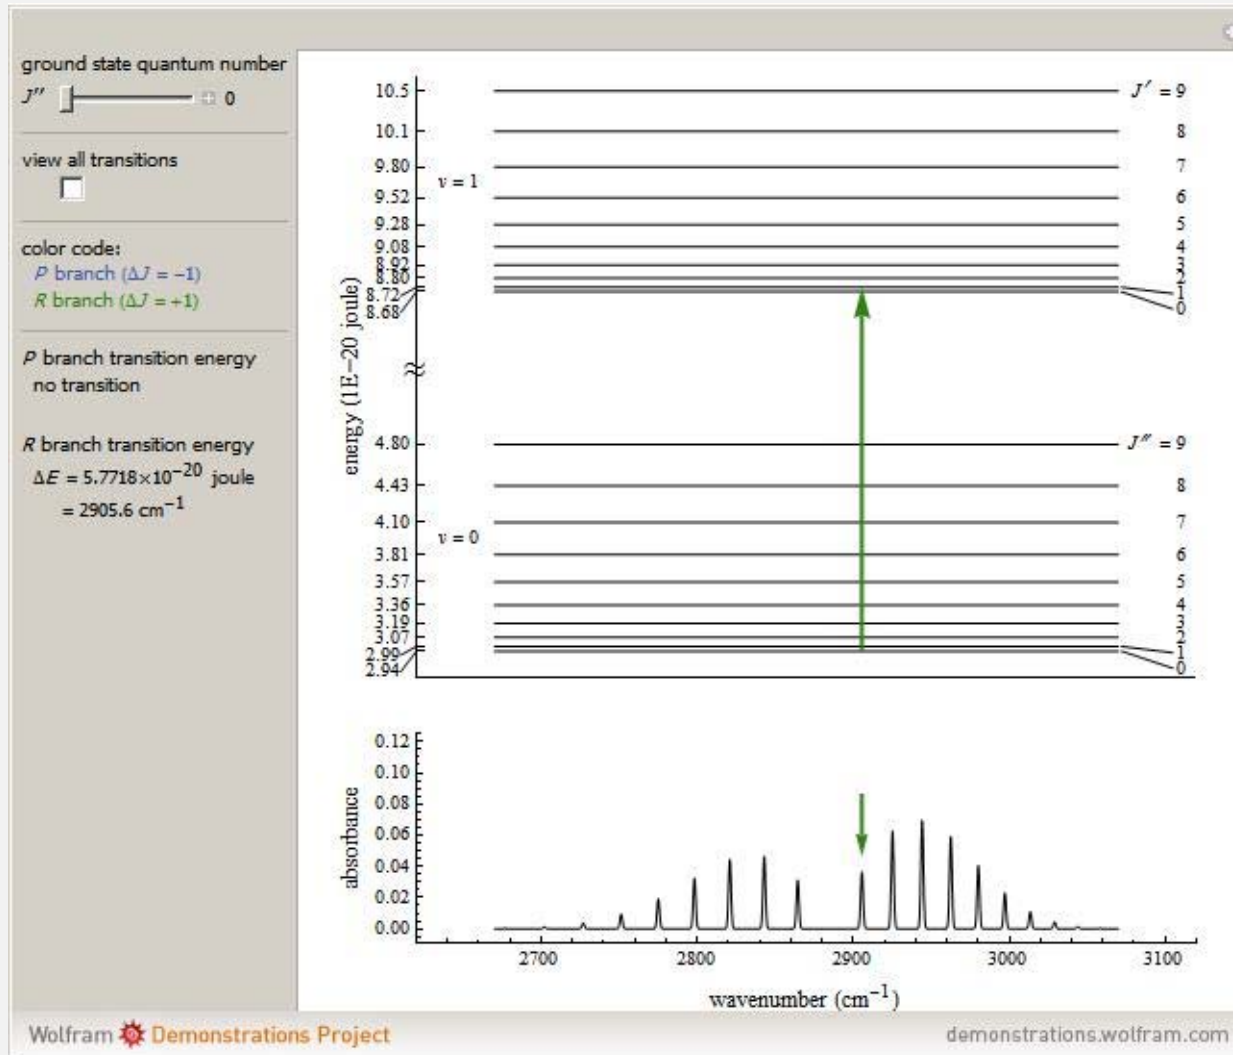 ground state quantum number
J″ 0
view all transitions
color code:
P branch (ΔJ = −1)
R branch (ΔJ = +1)
P branch transition energy
no transition
R branch transition energy
ΔE = 5.7718×10⁻²⁰ joule
= 2905.6 cm⁻¹
energy (1E−20 joule)
10.5
10.1
9.80
9.52
9.28
9.08
8.92
8.80
8.72
8.68
v = 1
J′ = 9
8
7
6
5
4
3
2
1
0
≈
4.80
4.43
4.10
3.81
3.57
3.36
3.19
3.07
2.99
2.94
v = 0
J″ = 9
8
7
6
5
4
3
2
1
0
absorbance
0.12
0.10
0.08
0.06
0.04
0.02
0.00
2700 2800 2900 3000 3100
wavenumber (cm⁻¹)
Wolfram Demonstrations Project
demonstrations.wolfram.com